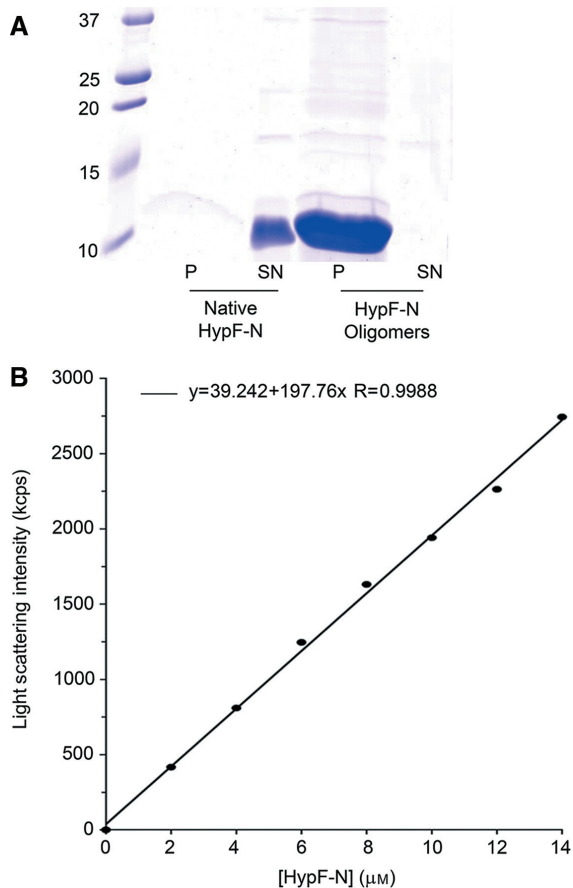 A
37
25
20
15
10
P SN P SN
Native HypF-N
HypF-N Oligomers
B
y=39.242+197.76x R=0.9988
3000
2500
2000
1500
1000
500
0
Light scattering intensity (kcps)
0 2 4 6 8 10 12 14
[HypF-N] (μM)